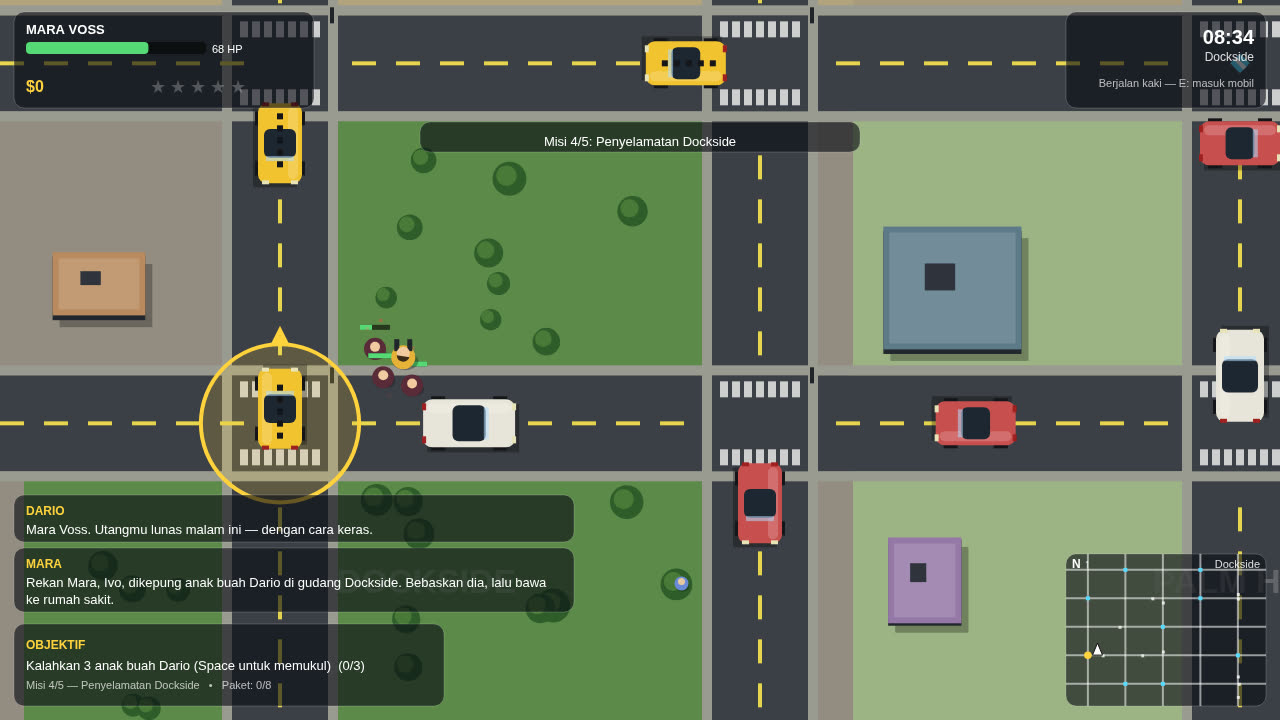 MARA VOSS
68 HP
$0
08:34
Dockside
Berjalan kaki — E: masuk mobil
Misi 4/5: Penyelamatan Dockside
DARIO
Mara Voss. Utangmu lunas malam ini — dengan cara keras.
MARA
Rekan Mara, Ivo, dikepung anak buah Dario di gudang Dockside. Bebaskan dia, lalu bawa
ke rumah sakit.
DOCKSIDE
OBJEKTIF
Kalahkan 3 anak buah Dario (Space untuk memukul) (0/3)
Misi 4/5 — Penyelamatan Dockside • Paket: 0/8
N
Dockside
PALM H